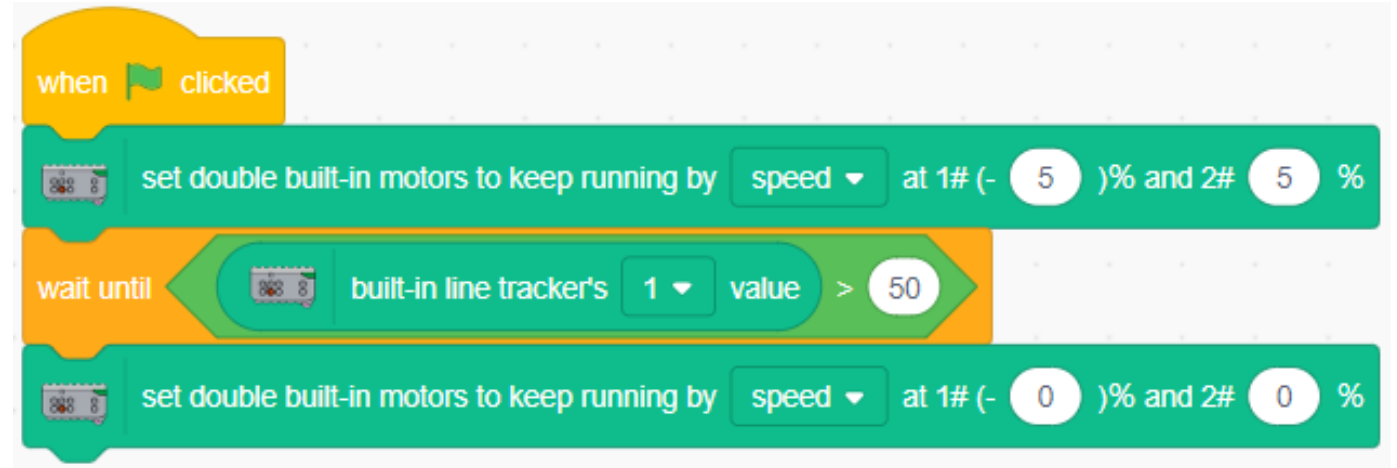 when clicked
set double built-in motors to keep running by speed at 1# (- 5 )% and 2# 5 %
wait until built-in line tracker's 1 value > 50
set double built-in motors to keep running by speed at 1# (- 0 )% and 2# 0 %